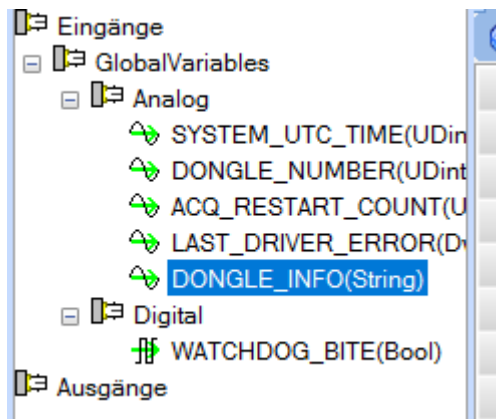 Eingänge
GlobalVariables
Analog
SYSTEM_UTC_TIME(UDin
DONGLE_NUMBER(UDint
ACQ_RESTART_COUNT(U
LAST_DRIVER_ERROR(Dw
DONGLE_INFO(String)
Digital
WATCHDOG_BITE(Bool)
Ausgänge